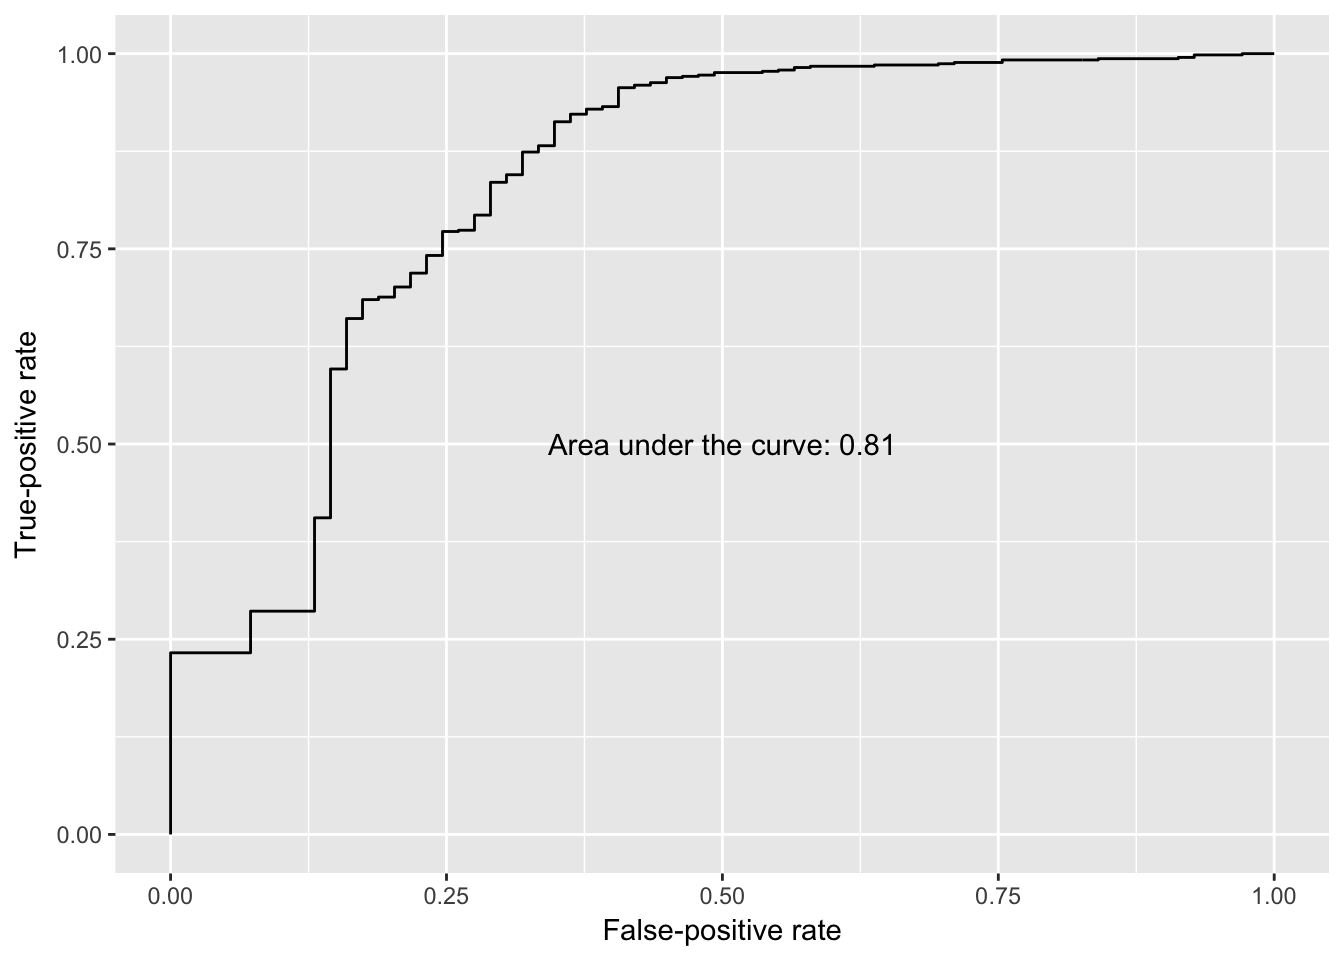 1.00
0.75
0.50
0.25
0.00
True-positive rate
Area under the curve: 0.81
0.00 0.25 0.50 0.75 1.00
False-positive rate